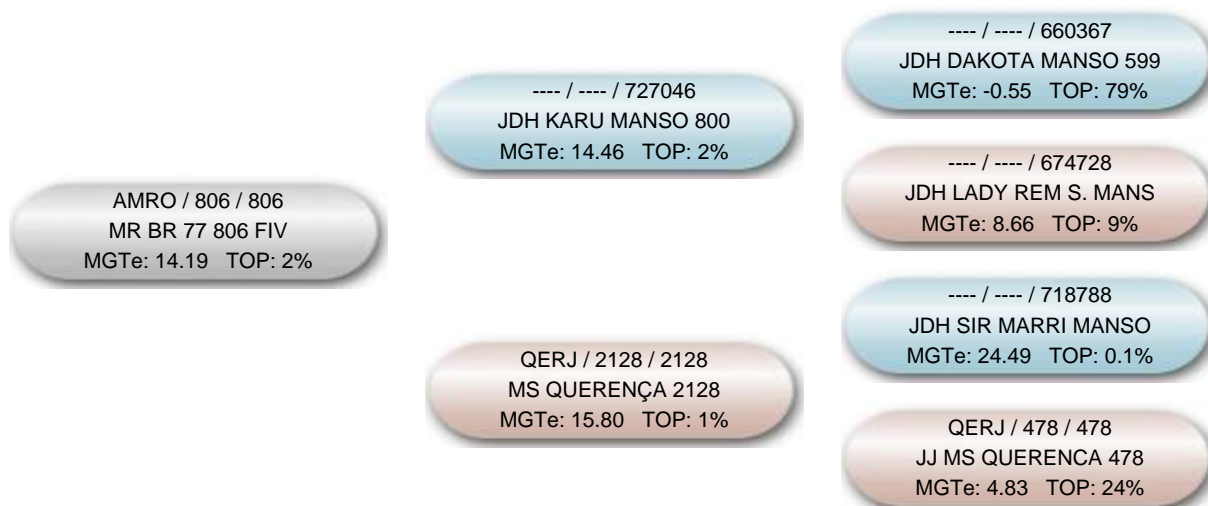 AMRO / 806 / 806
MR BR 77 806 FIV
MGTe: 14.19 TOP: 2%
---- / ---- / 727046
JDH KARU MANSO 800
MGTe: 14.46 TOP: 2%
QERJ / 2128 / 2128
MS QUERENÇA 2128
MGTe: 15.80 TOP: 1%
---- / ---- / 660367
JDH DAKOTA MANSO 599
MGTe: -0.55 TOP: 79%
---- / ---- / 674728
JDH LADY REM S. MANS
MGTe: 8.66 TOP: 9%
---- / ---- / 718788
JDH SIR MARRI MANSO
MGTe: 24.49 TOP: 0.1%
QERJ / 478 / 478
JJ MS QUERENCA 478
MGTe: 4.83 TOP: 24%